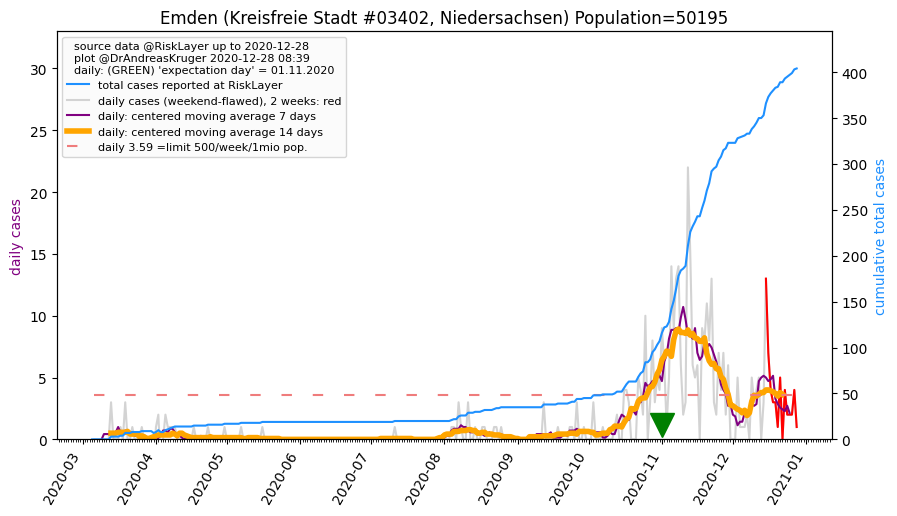 Emden (Kreisfreie Stadt #03402, Niedersachsen) Population=50195
source data @RiskLayer up to 2020-12-28
plot @DrAndreasKruger 2020-12-28 08:39
daily: (GREEN) 'expectation day' = 01.11.2020
total cases reported at RiskLayer
daily cases (weekend-flawed), 2 weeks: red
daily: centered moving average 7 days
daily: centered moving average 14 days
daily 3.59 =limit 500/week/1mio pop.
daily cases
30
25
20
15
10
5
0
cumulative total cases
400
350
300
250
200
150
100
50
0
2020-03
2020-04
2020-05
2020-06
2020-07
2020-08
2020-09
2020-10
2020-11
2020-12
2021-01